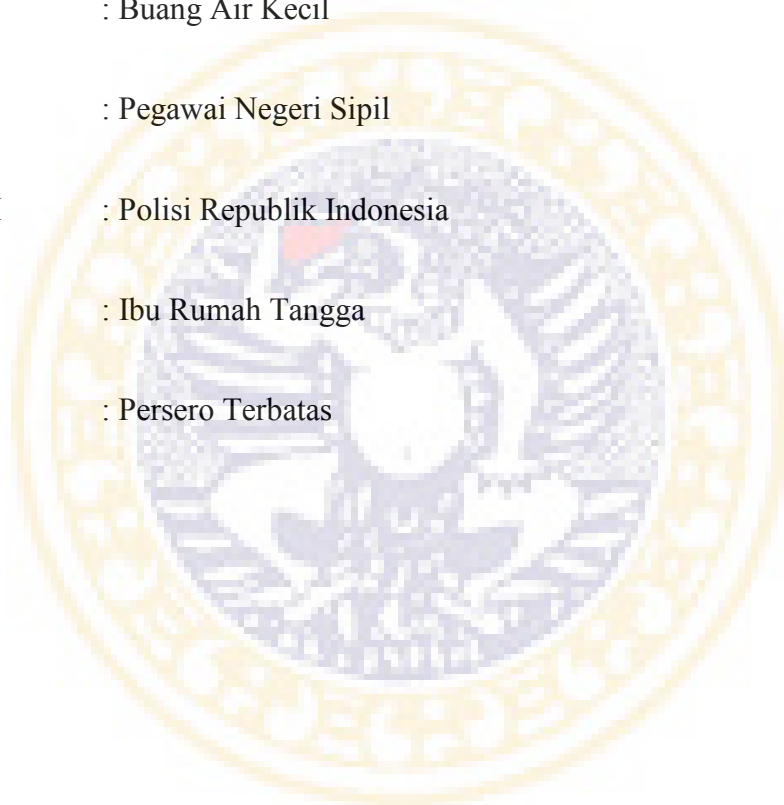 : Buang Air Kecil
: Pegawai Negeri Sipil
: Polisi Republik Indonesia
: Ibu Rumah Tangga
: Persero Terbatas